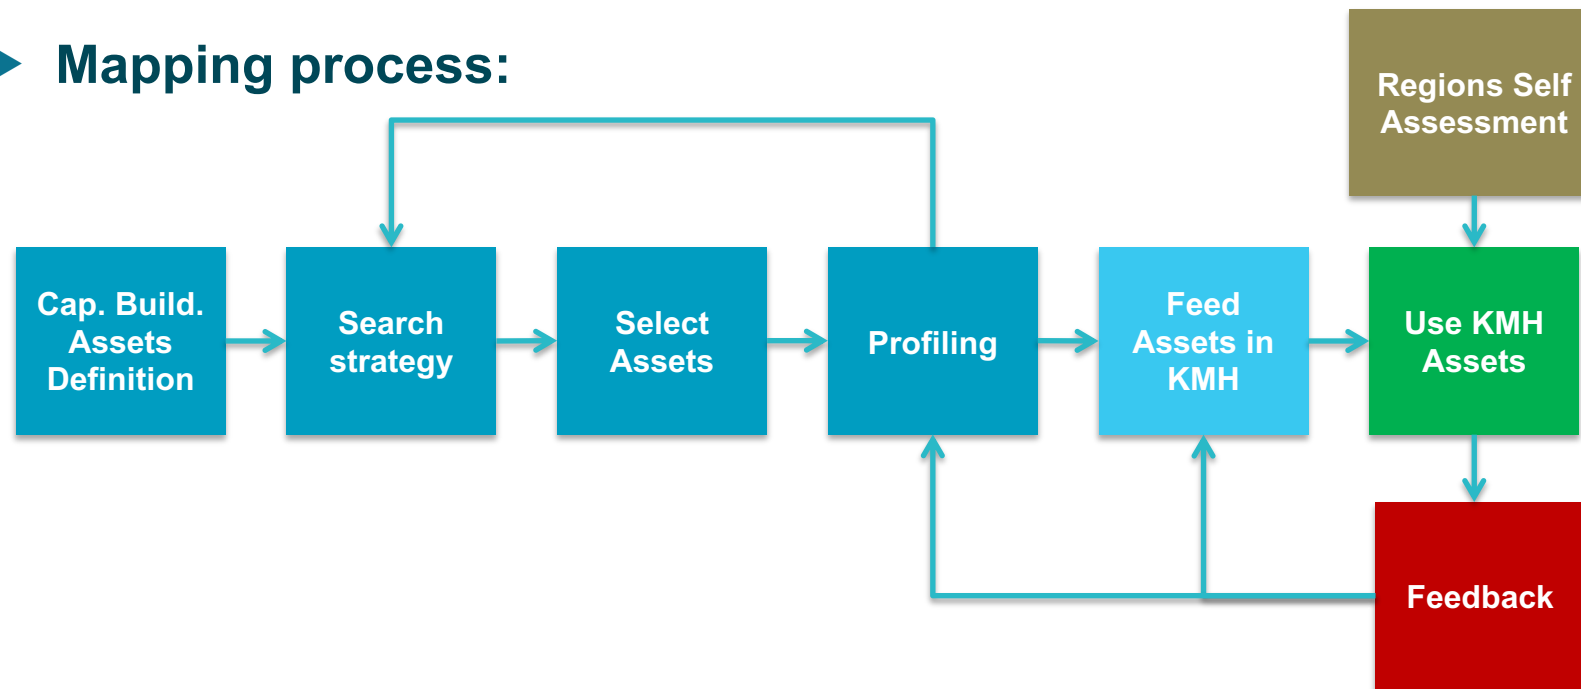 Mapping process:
Regions Self
Assessment
Cap. Build.
Assets
Definition
Search
strategy
Select
Assets
Profiling
Feed
Assets in
KMH
Use KMH
Assets
Feedback